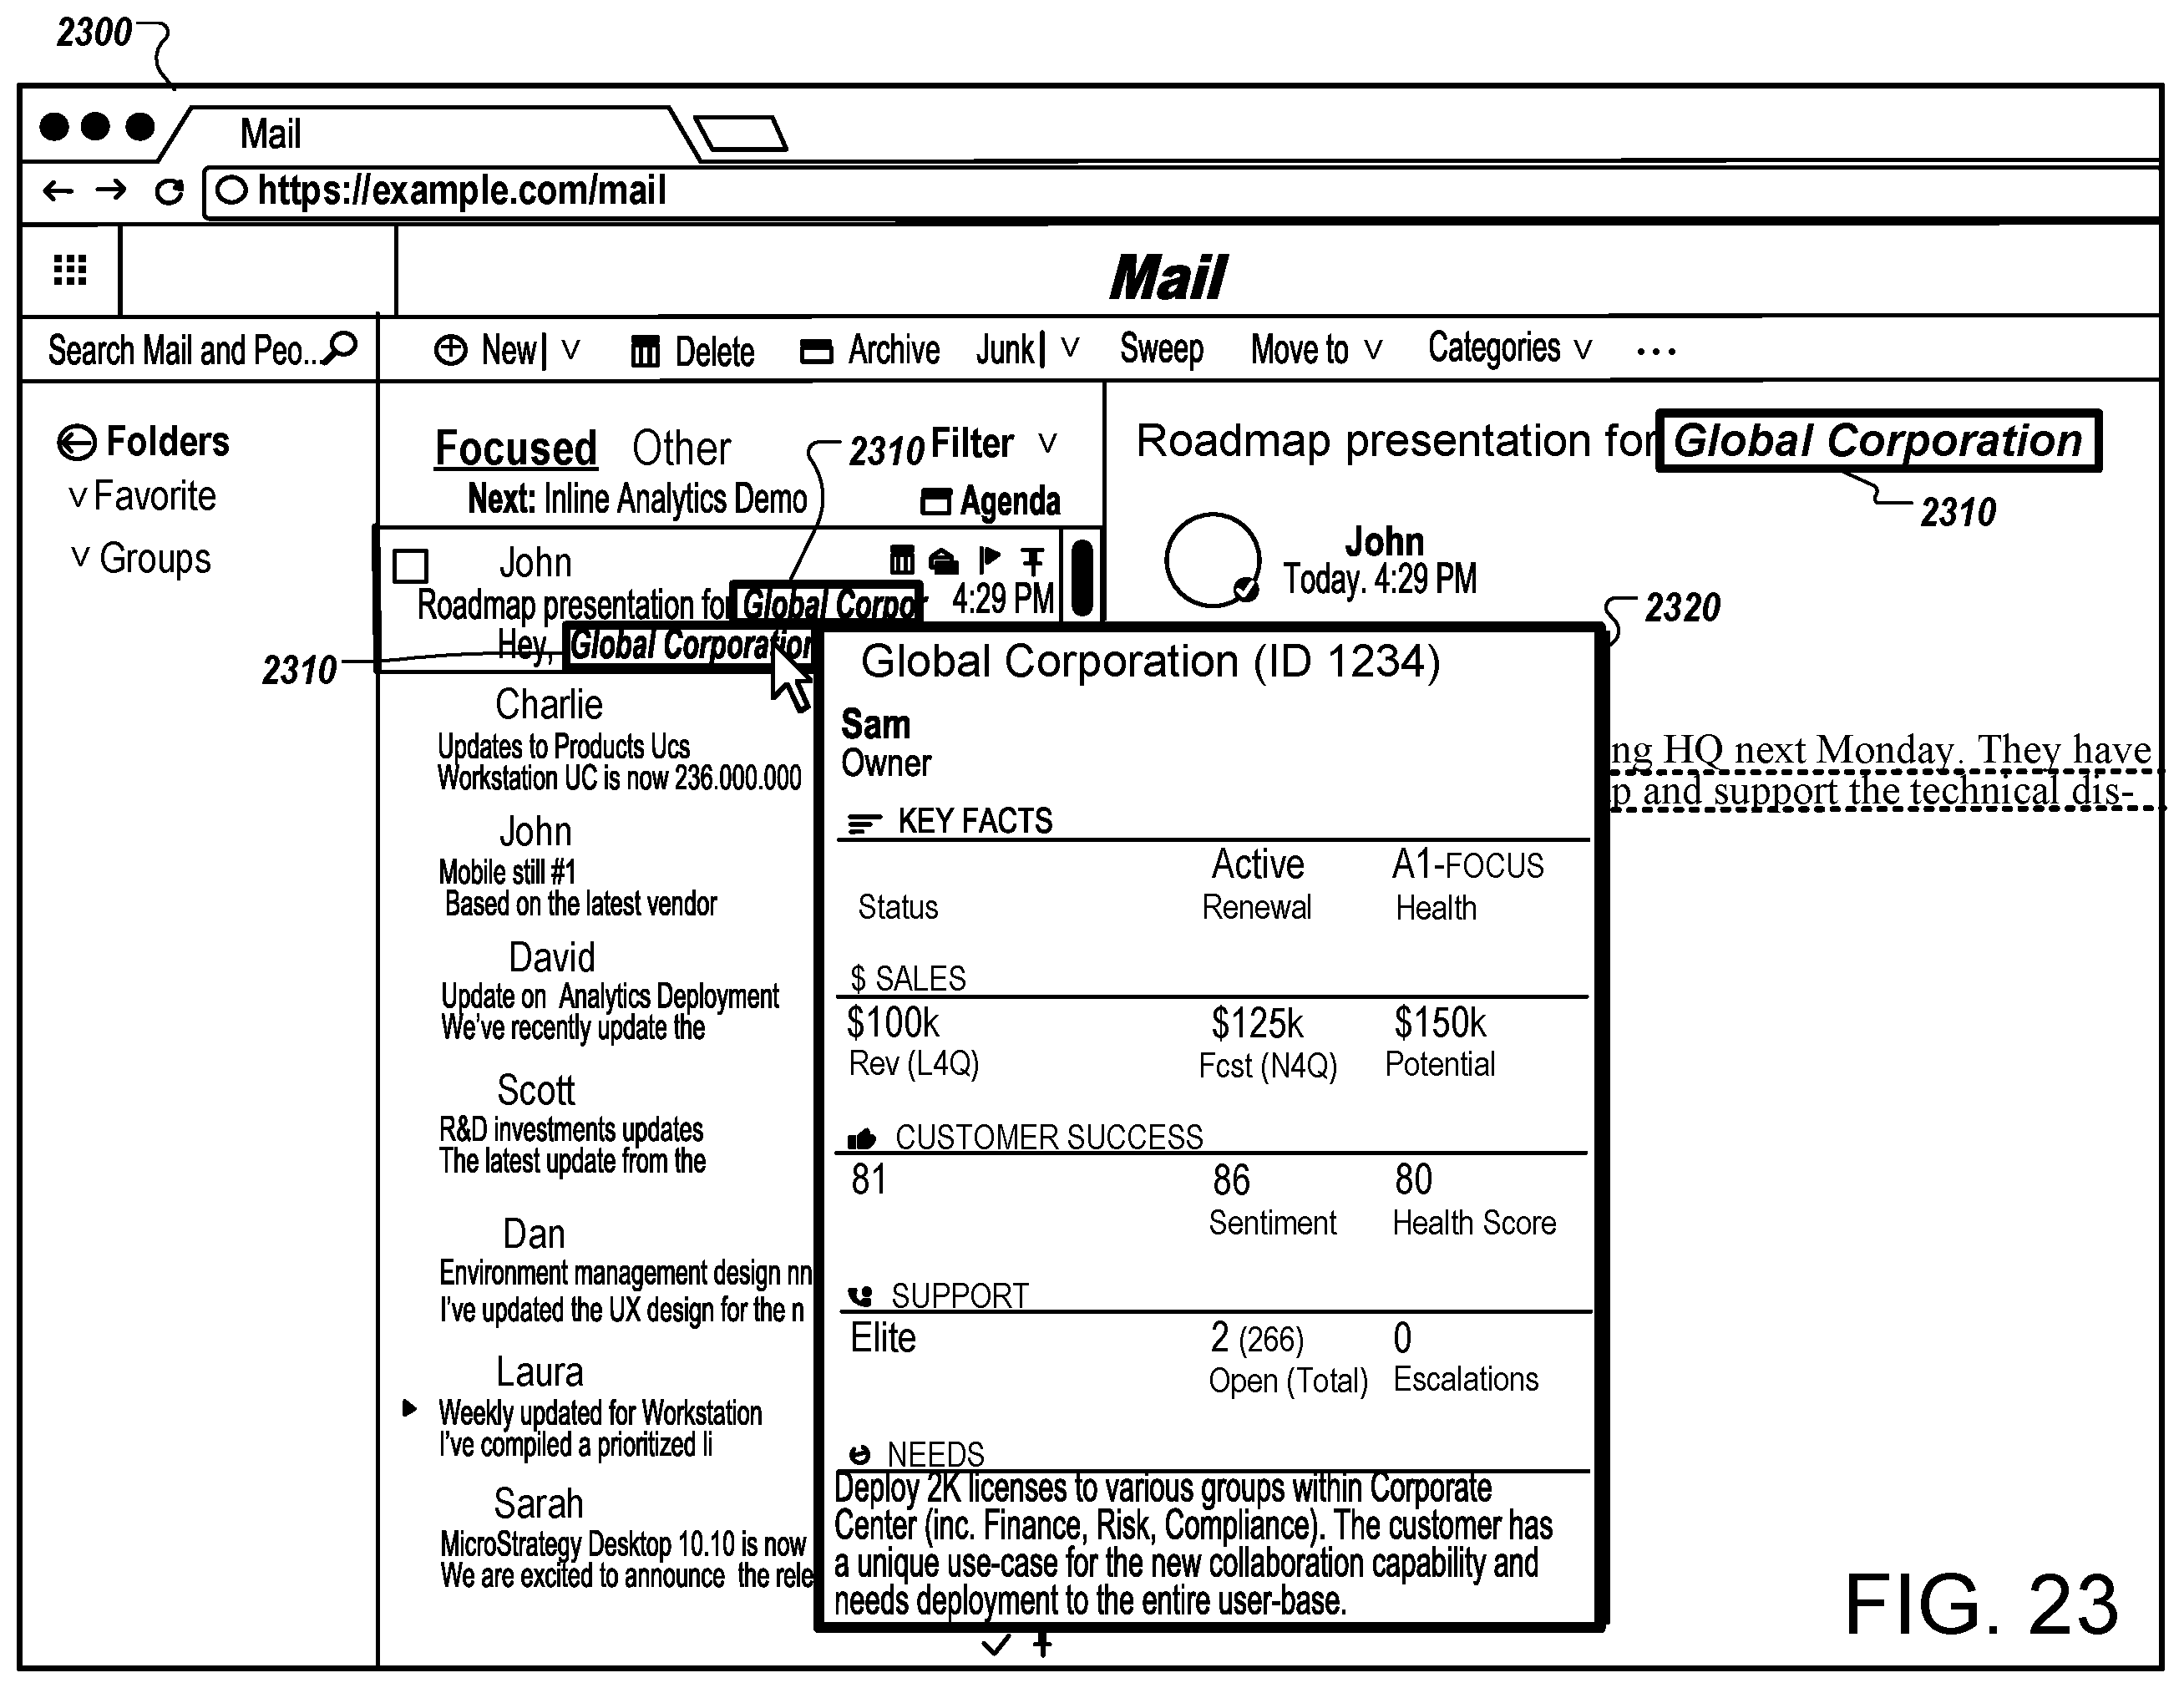 2300
Mail
https://example.com/mail
Mail
Search Mail and Peo...
New| v Delete Archive Junk| v Sweep Move to v Categories v ...
Folders
v Favorite
v Groups
Focused Other 2310 Filter v
Next: Inline Analytics Demo Agenda
John
Roadmap presentation for Global Corpor 4:29 PM
Hey, Global Corporation
2310
Charlie
Updates to Products Ucs
Workstation UC is now 236.000.000
John
Mobile still #1
Based on the latest vendor
David
Update on Analytics Deployment
We've recently update the
Scott
R&D investments updates
The latest update from the
Dan
Environment management design nn
I've updated the UX design for the n
Laura
Weekly updated for Workstation
I've compiled a prioritized li
Sarah
MicroStrategy Desktop 10.10 is now
We are excited to announce the rele
Roadmap presentation for Global Corporation
2310
John
Today. 4:29 PM
2320
ng HQ next Monday. They have
p and support the technical dis-
Global Corporation (ID 1234)
Sam
Owner
KEY FACTS
Active A1-FOCUS
Status Renewal Health
$ SALES
$100k $125k $150k
Rev (L4Q) Fcst (N4Q) Potential
CUSTOMER SUCCESS
81 86 80
Sentiment Health Score
SUPPORT
Elite 2 (266) 0
Open (Total) Escalations
NEEDS
Deploy 2K licenses to various groups within Corporate
Center (inc. Finance, Risk, Compliance). The customer has
a unique use-case for the new collaboration capability and
needs deployment to the entire user-base.
FIG. 23